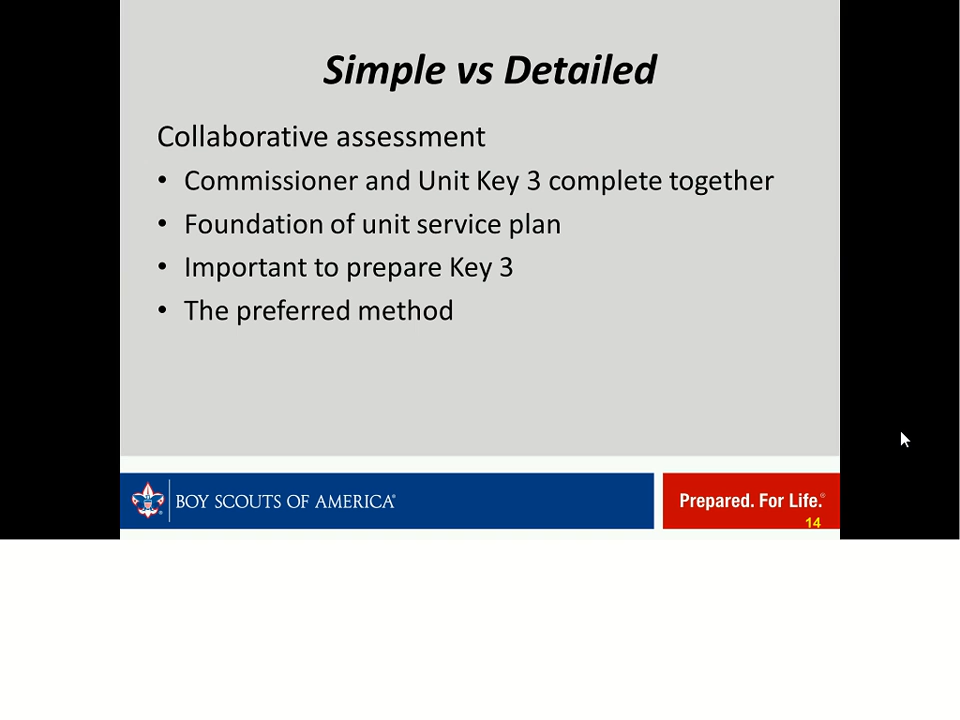 Simple vs Detailed
Collaborative assessment
• Commissioner and Unit Key 3 complete together
• Foundation of unit service plan
• Important to prepare Key 3
• The preferred method
BOY SCOUTS OF AMERICA®
Prepared. For Life.®
14